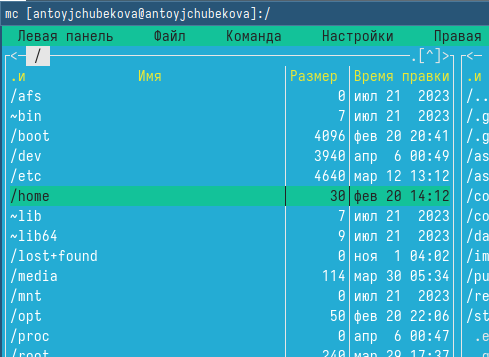 mc [antoyjchubekova@antoyjchubekova]:/
Левая панель Файл Команда Настройки Правая
<─ / .[^]> <─
.и Имя Размер Время правки .и
/afs 0 июл 21 2023 /..
~bin 7 июл 21 2023 /.g
/boot 4096 фев 20 20:41 /.g
/dev 3940 апр 6 00:49 /as
/etc 4640 мар 12 13:12 /as
/home 30 фев 20 14:12 /co
~lib 7 июл 21 2023 /co
~lib64 9 июл 21 2023 /da
/lost+found 0 ноя 1 04:02 /im
/media 114 мар 30 05:34 /pu
/mnt 0 июл 21 2023 /re
/opt 50 фев 20 22:06 /st
/proc 0 апр 6 00:47 .e
/root 240 мар 29 17:37 .g